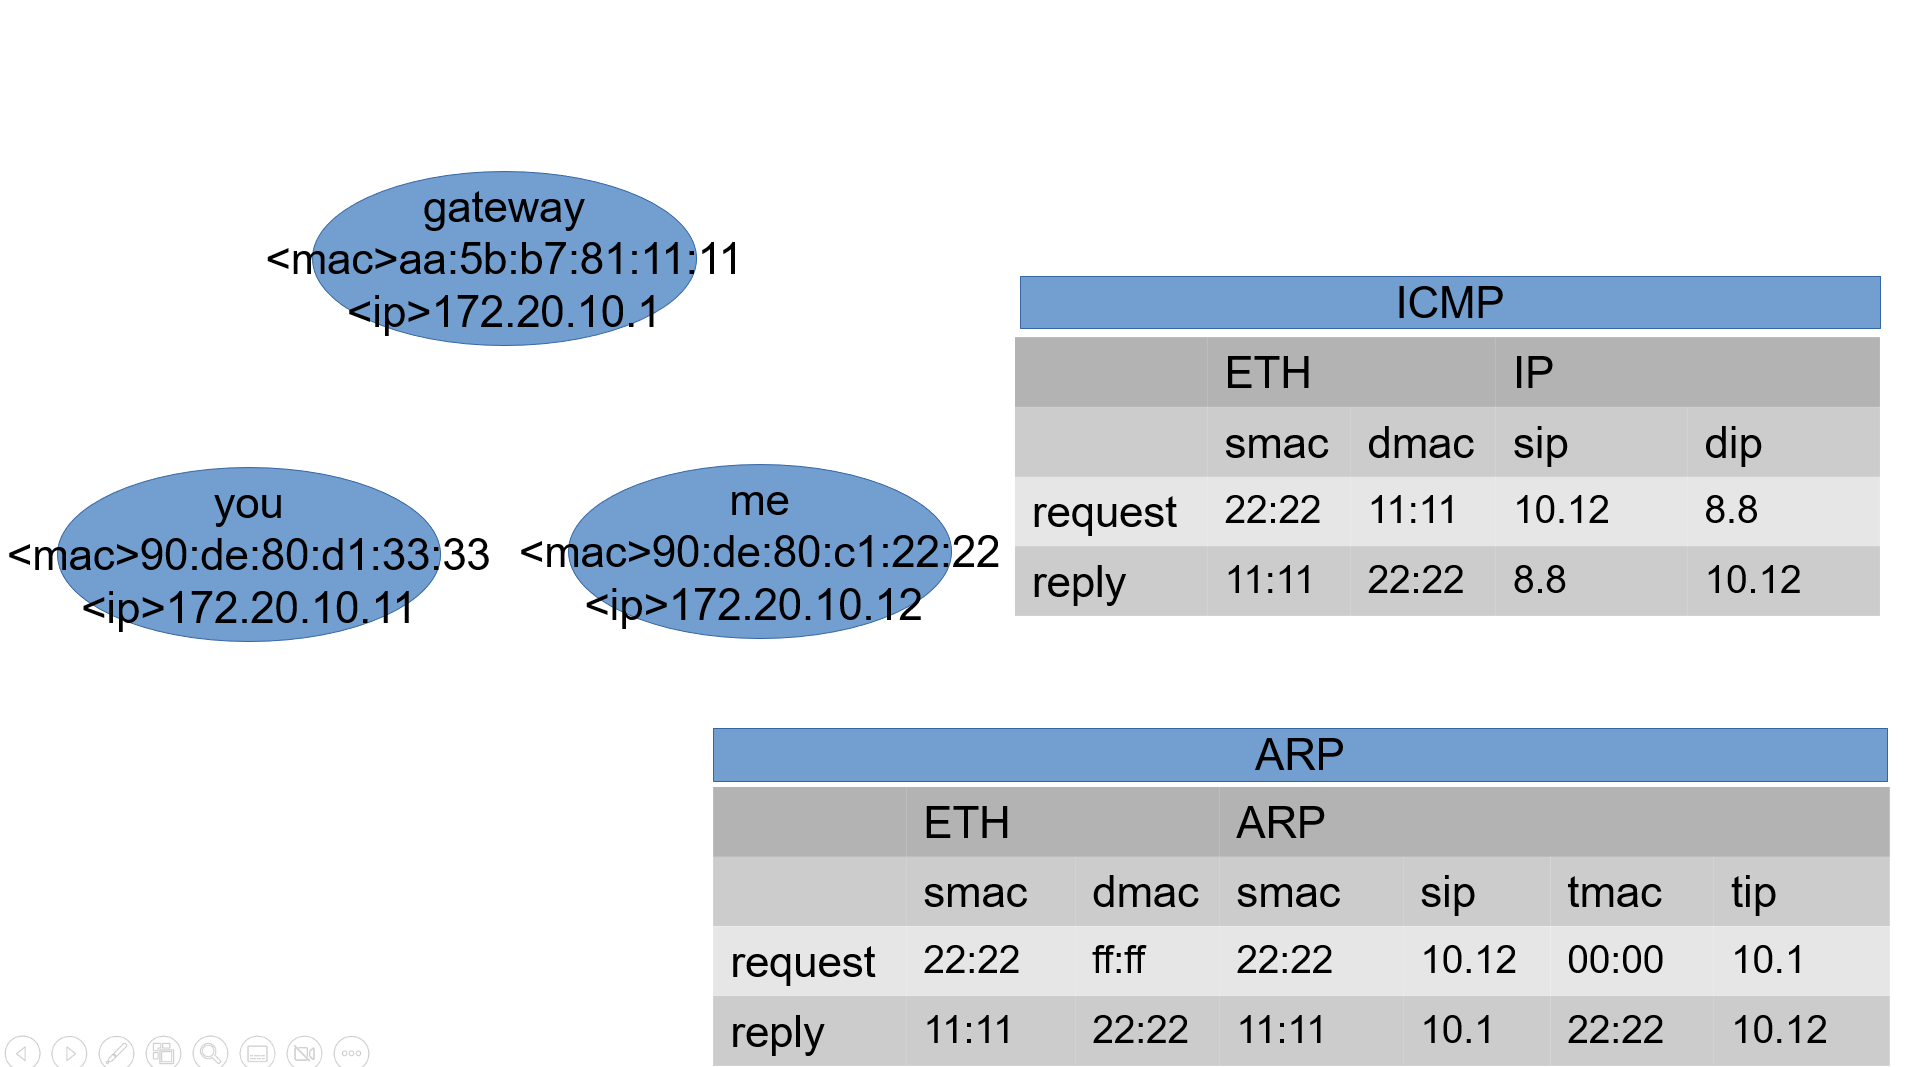 gateway
<mac>aa:5b:b7:81:11:11
<ip>172.20.10.1
you
<mac>90:de:80:d1:33:33
<ip>172.20.10.11
me
<mac>90:de:80:c1:22:22
<ip>172.20.10.12
ICMP
ETH IP
smac dmac sip dip
request 22:22 11:11 10.12 8.8
reply 11:11 22:22 8.8 10.12
ARP
ETH ARP
smac dmac smac sip tmac tip
request 22:22 ff:ff 22:22 10.12 00:00 10.1
reply 11:11 22:22 11:11 10.1 22:22 10.12